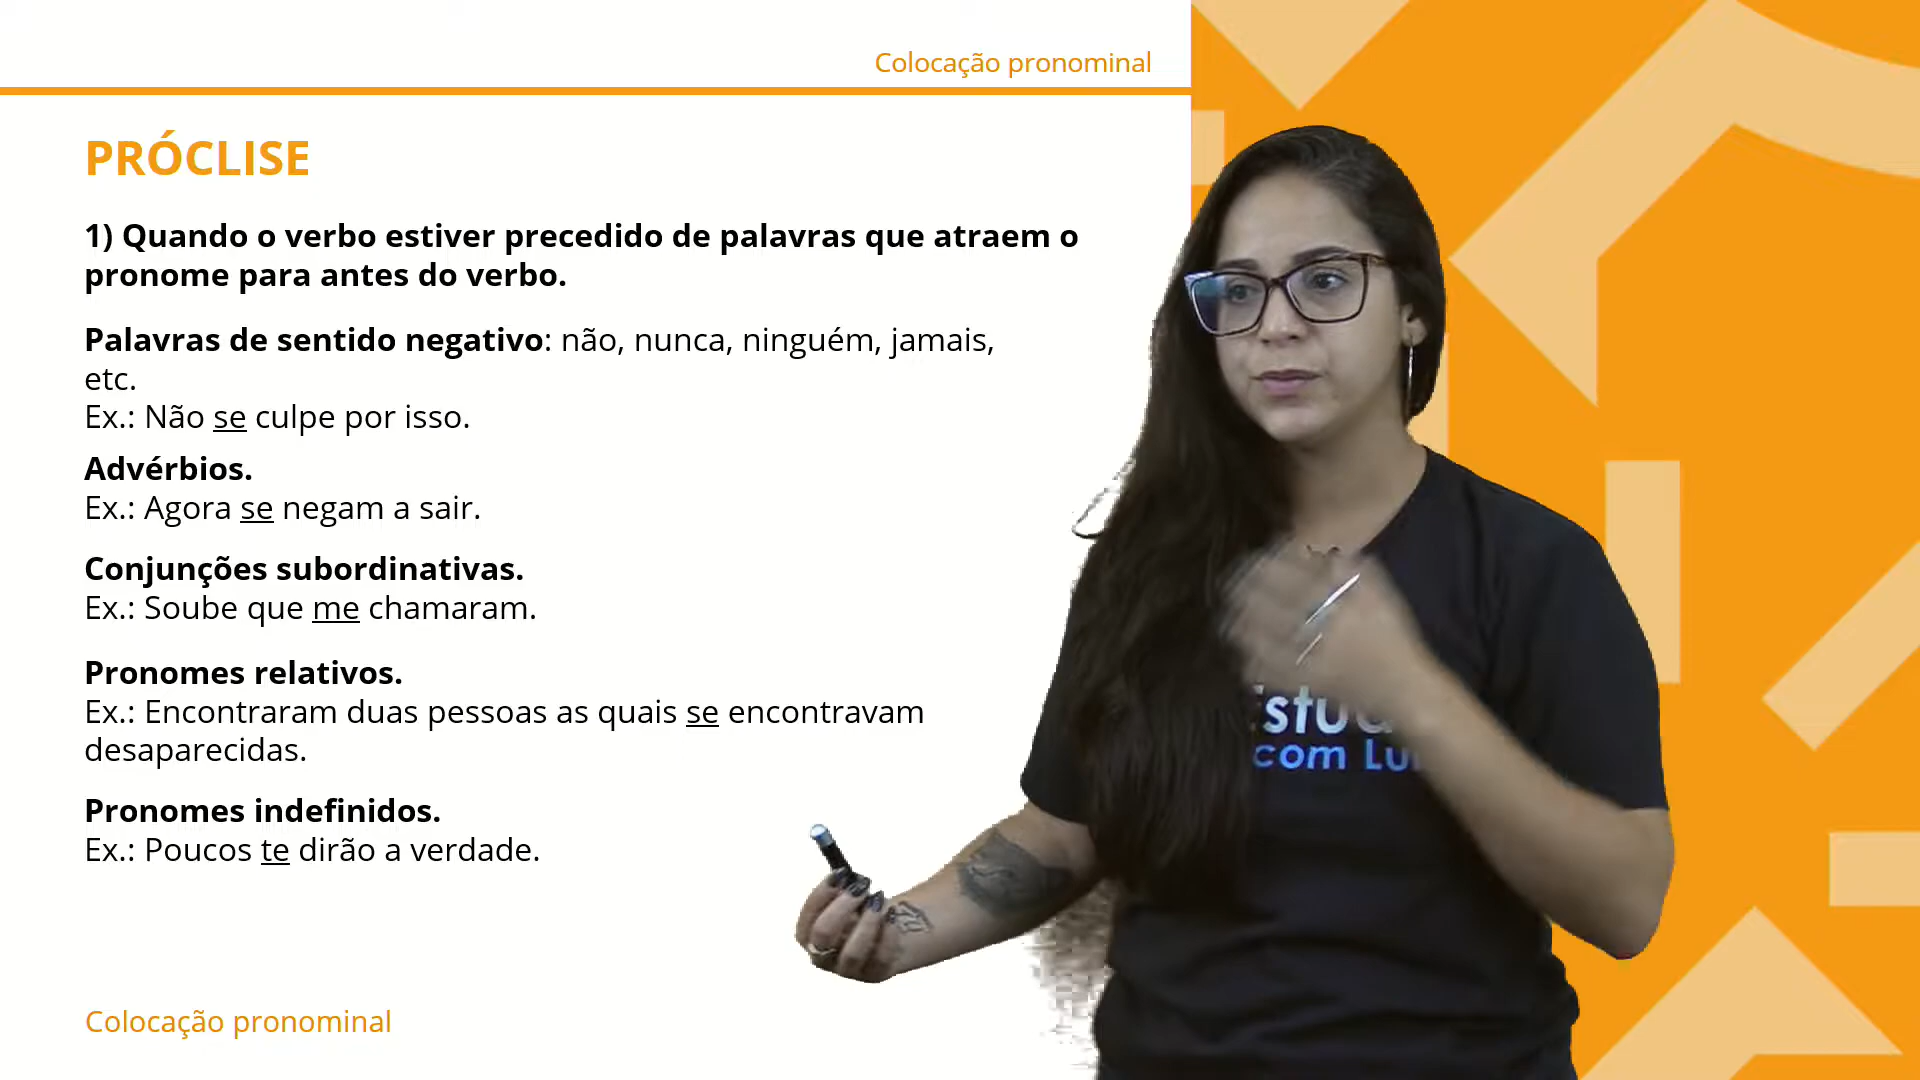 Colocação pronominal
PRÓCLISE
1) Quando o verbo estiver precedido de palavras que atraem o
pronome para antes do verbo.
Palavras de sentido negativo: não, nunca, ninguém, jamais,
etc.
Ex.: Não se culpe por isso.
Advérbios.
Ex.: Agora se negam a sair.
Conjunções subordinativas.
Ex.: Soube que me chamaram.
Pronomes relativos.
Ex.: Encontraram duas pessoas as quais se encontravam
desaparecidas.
Pronomes indefinidos.
Ex.: Poucos te dirão a verdade.
Colocação pronominal
com